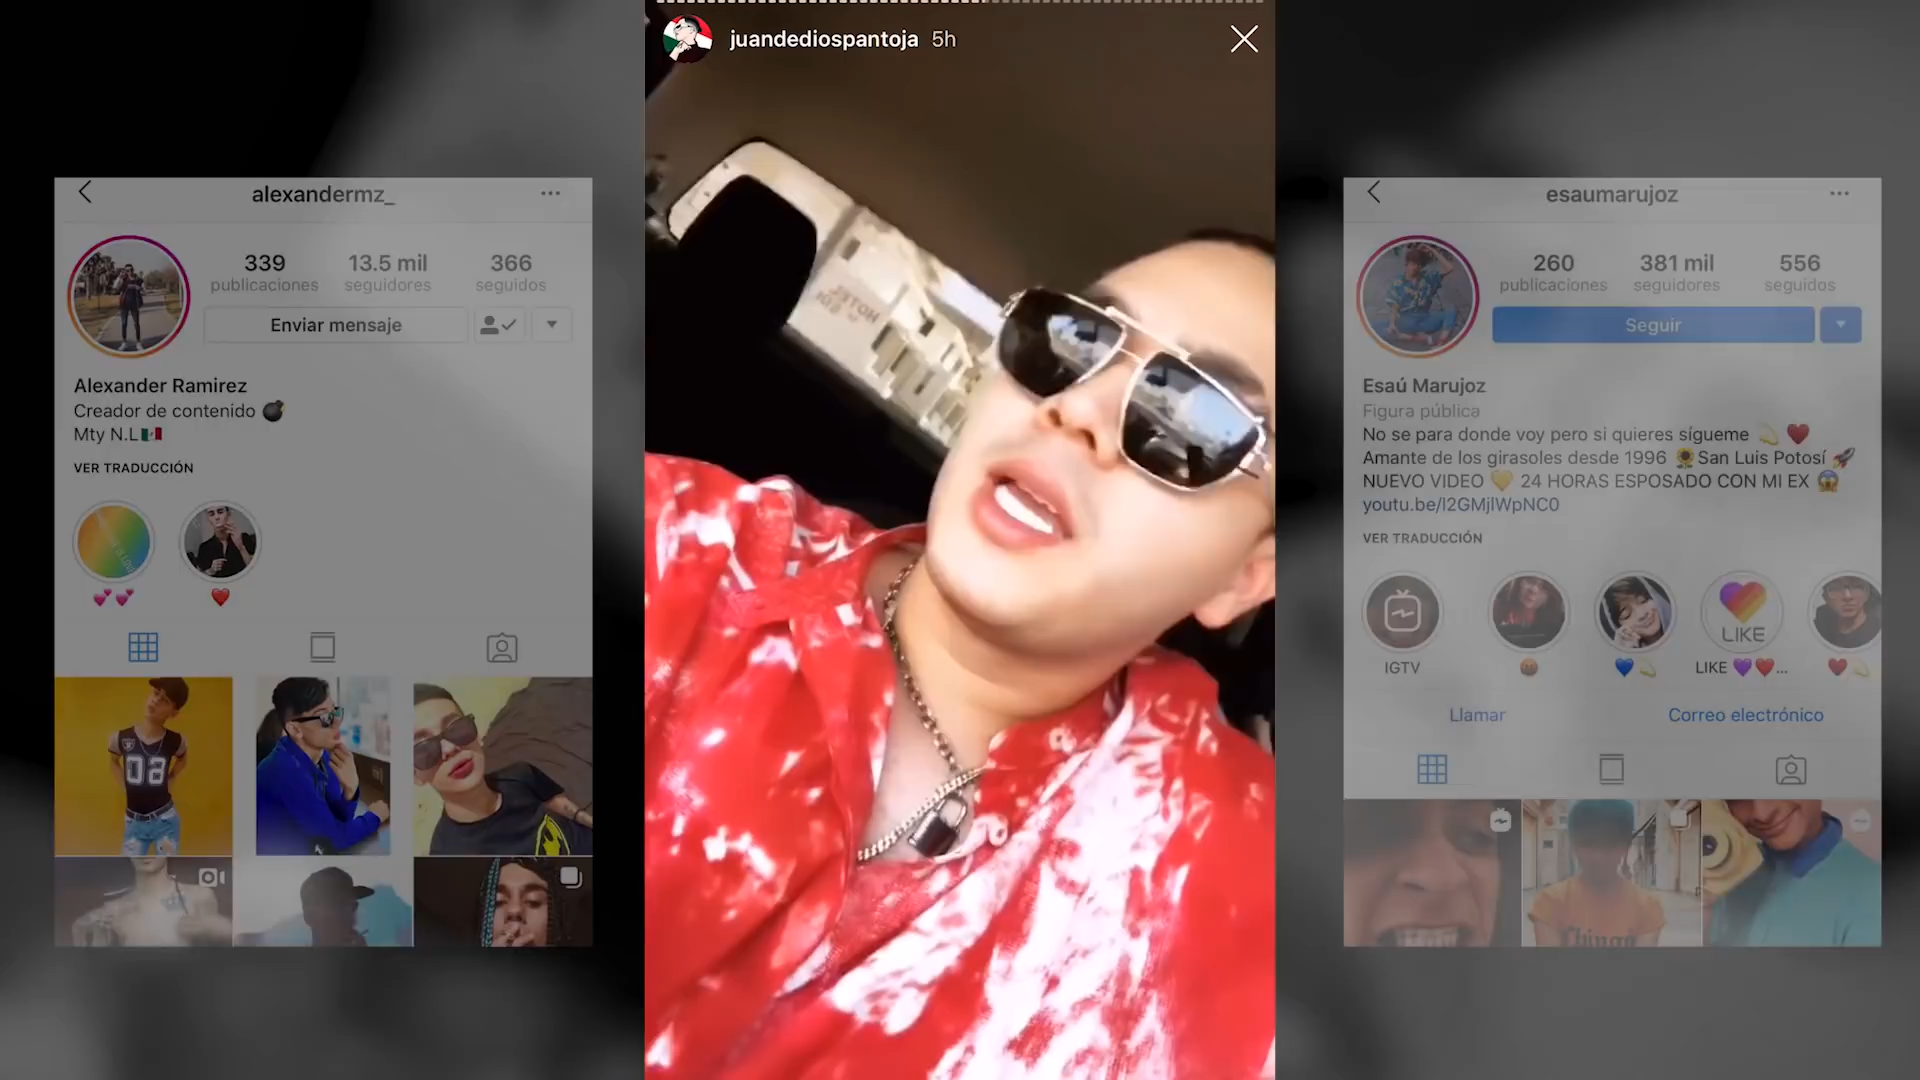 alexandermz_
339
13.5 mil
366
publicaciones
seguidores
seguidos
Enviar mensaje
Alexander Ramirez
Creador de contenido 💣
Mty N.L🇲🇽
VER TRADUCCIÓN
💕💕
❤️
08
juandediospantoja 5h
HOTEL
esaumarujoz
260
381 mil
556
publicaciones
seguidores
seguidos
Seguir
Esaú Marujoz
Figura pública
No se para donde voy pero si quieres sígueme 💫 ❤️
Amante de los girasoles desde 1996 🌻San Luis Potosí 🚀
NUEVO VIDEO 💛 24 HORAS ESPOSADO CON MI EX 😱
youtu.be/l2GMjlWpNC0
VER TRADUCCIÓN
LIKE
IGTV
😡
💙💫
LIKE 💜❤️...
❤️💫
Llamar
Correo electrónico